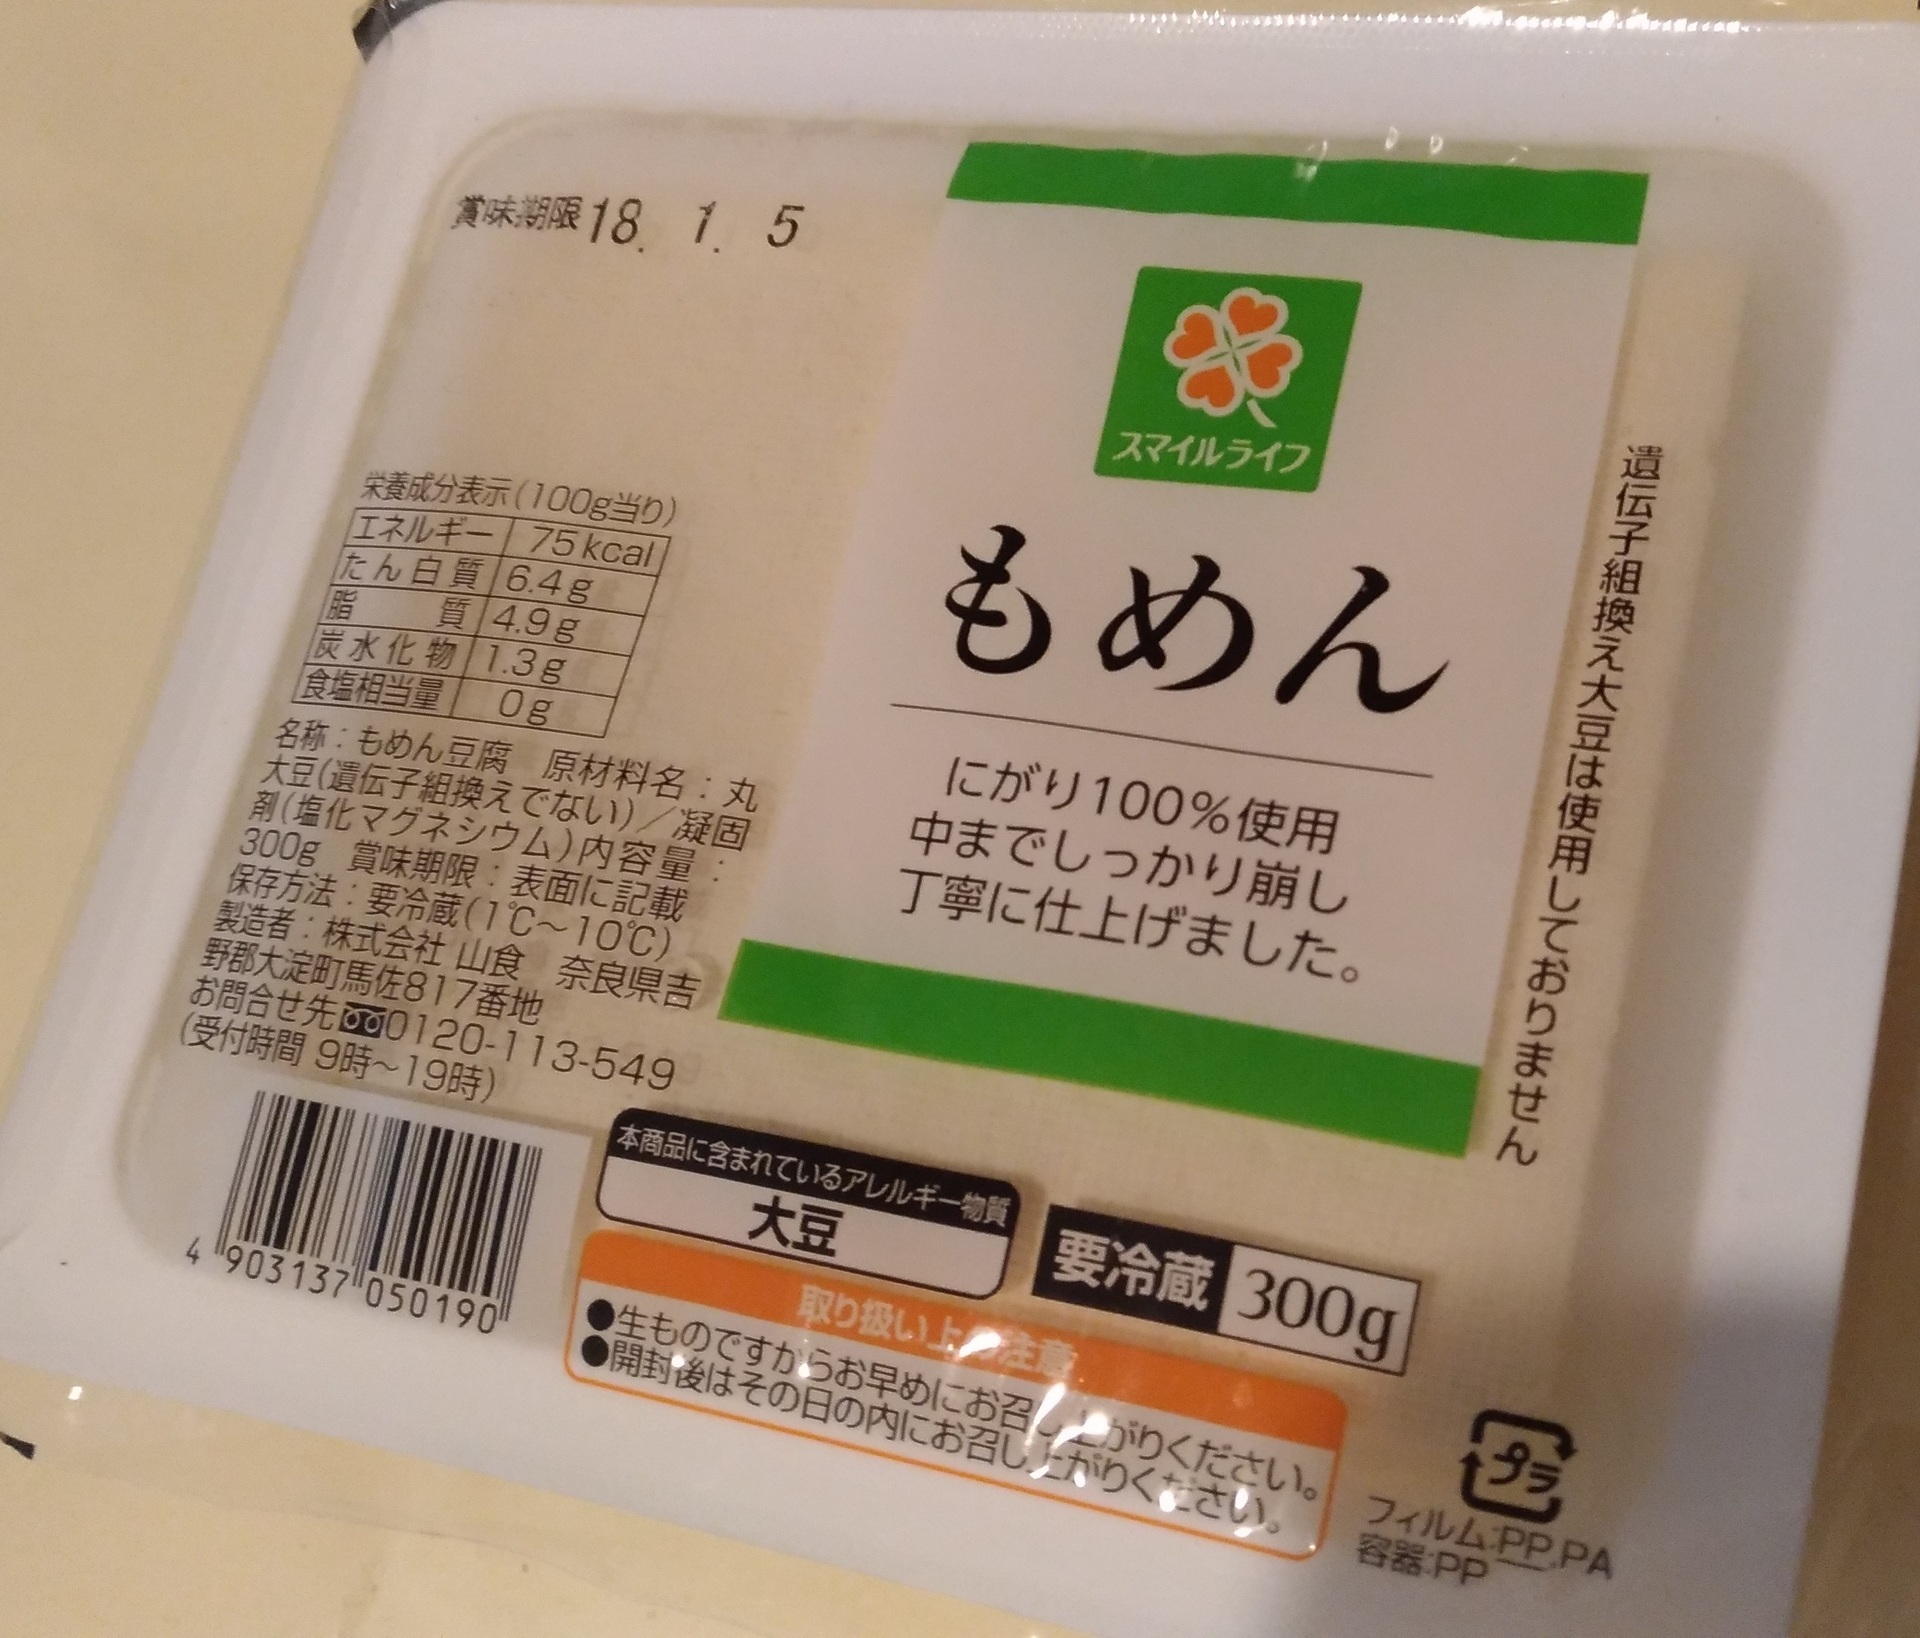 賞味期限 18. 1. 5
スマイルライフ
もめん
にがり100%使用
中までしっかり崩し
丁寧に仕上げました。
遺伝子組換え大豆は使用しておりません
栄養成分表示(100g当り)
エネルギー 75kcal
たん白質 6.4g
脂質 4.9g
炭水化物 1.3g
食塩相当量 0g
名称:もめん豆腐 原材料名:丸
大豆(遺伝子組換えでない)/凝固
剤(塩化マグネシウム)内容量:
300g 賞味期限:表面に記載
保存方法:要冷蔵(1℃~10℃)
製造者:株式会社 山食 奈良県吉
野郡大淀町馬佐817番地
お問合せ先 0120-113-549
(受付時間 9時~19時)
4 903137 050190
本商品に含まれているアレルギー物質
大豆
要冷蔵 300g
取り扱い上の注意
●生ものですからお早めにお召し上がりください。
●開封後はその日の内にお召し上がりください。
プラ
フィルム:PP,PA
容器:PP